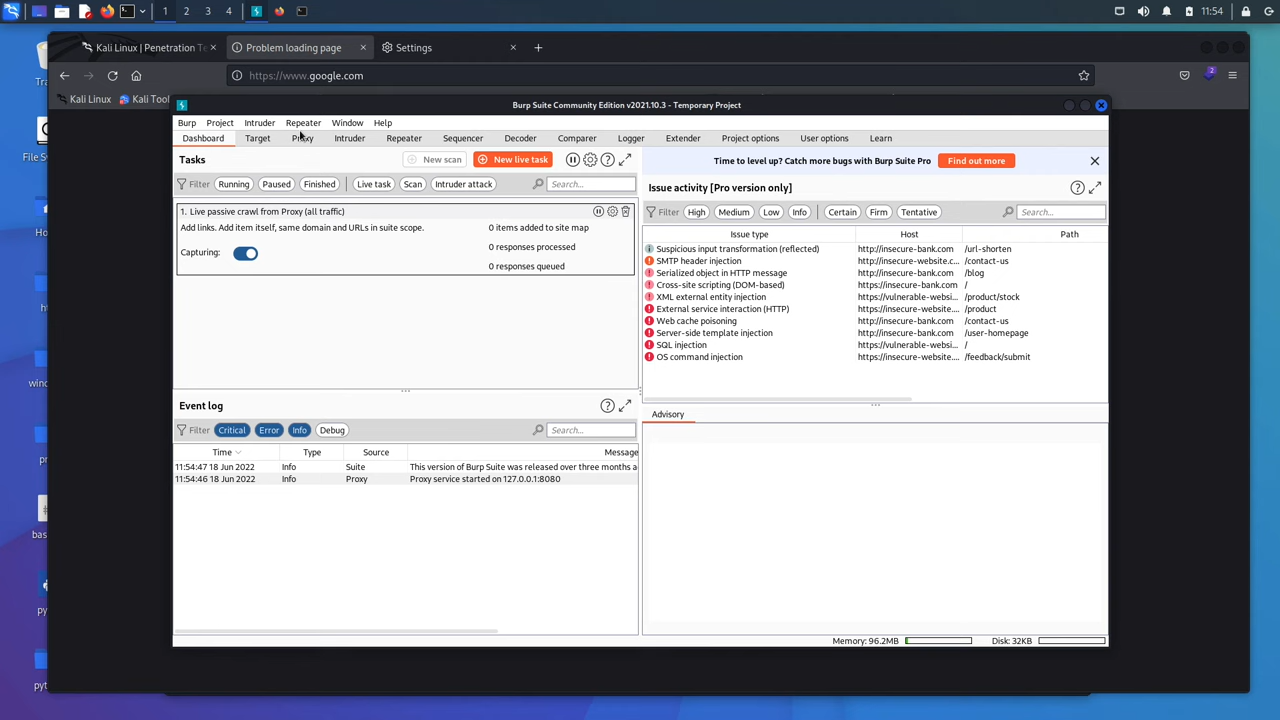 1 2 3 4 11:54
Kali Linux | Penetration Te × Problem loading page × Settings × +
https://www.google.com
2
Kali Linux Kali Tool
Burp Suite Community Edition v2021.10.3 - Temporary Project
Burp Project Intruder Repeater Window Help
Dashboard Target Proxy Intruder Repeater Sequencer Decoder Comparer Logger Extender Project options User options Learn
Tasks New scan New live task
Time to level up? Catch more bugs with Burp Suite Pro Find out more
Filter Running Paused Finished Live task Scan Intruder attack Search...
Issue activity [Pro version only]
Filter High Medium Low Info Certain Firm Tentative Search...
1. Live passive crawl from Proxy (all traffic)
Add links. Add item itself, same domain and URLs in suite scope.
Capturing:
0 items added to site map
0 responses processed
0 responses queued
Issue type Host Path
Suspicious input transformation (reflected) http://insecure-bank.com /url-shorten
SMTP header injection http://insecure-website.c... /contact-us
Serialized object in HTTP message http://insecure-bank.com /blog
Cross-site scripting (DOM-based) http://insecure-bank.com /
XML external entity injection https://vulnerable-websi... /product/stock
External service interaction (HTTP) https://insecure-website.... /product
Web cache poisoning http://insecure-bank.com /contact-us
Server-side template injection http://insecure-bank.com /user-homepage
SQL injection https://vulnerable-websi... /
OS command injection https://insecure-website.... /feedback/submit
Event log
Filter Critical Error Info Debug Search...
Time Type Source Message
11:54:47 18 Jun 2022 Info Suite This version of Burp Suite was released over three months a
11:54:46 18 Jun 2022 Info Proxy Proxy service started on 127.0.0.1:8080
Advisory
Memory: 96.2MB Disk: 32KB
Tra
File Sy
H
ht
wind
pr
bas
py
pyt